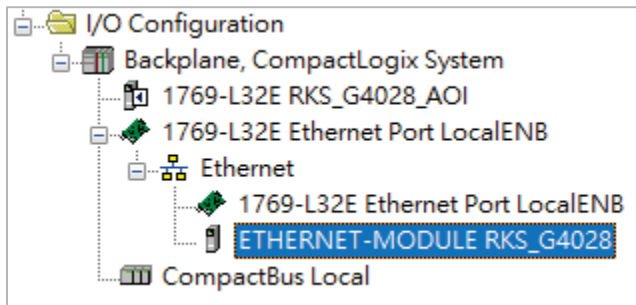 I/O Configuration
Backplane, CompactLogix System
1769-L32E RKS_G4028_AOI
1769-L32E Ethernet Port LocalENB
Ethernet
1769-L32E Ethernet Port LocalENB
ETHERNET-MODULE RKS_G4028
CompactBus Local